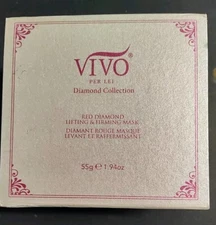 VIVO®
PER LEI
Diamond Collection
RED DIAMOND
LIFTING & FIRMING MASK
DIAMANT ROUGE MASQUE
LEVANT ET RAFFERMISSANT
55g ℮ 1.94oz